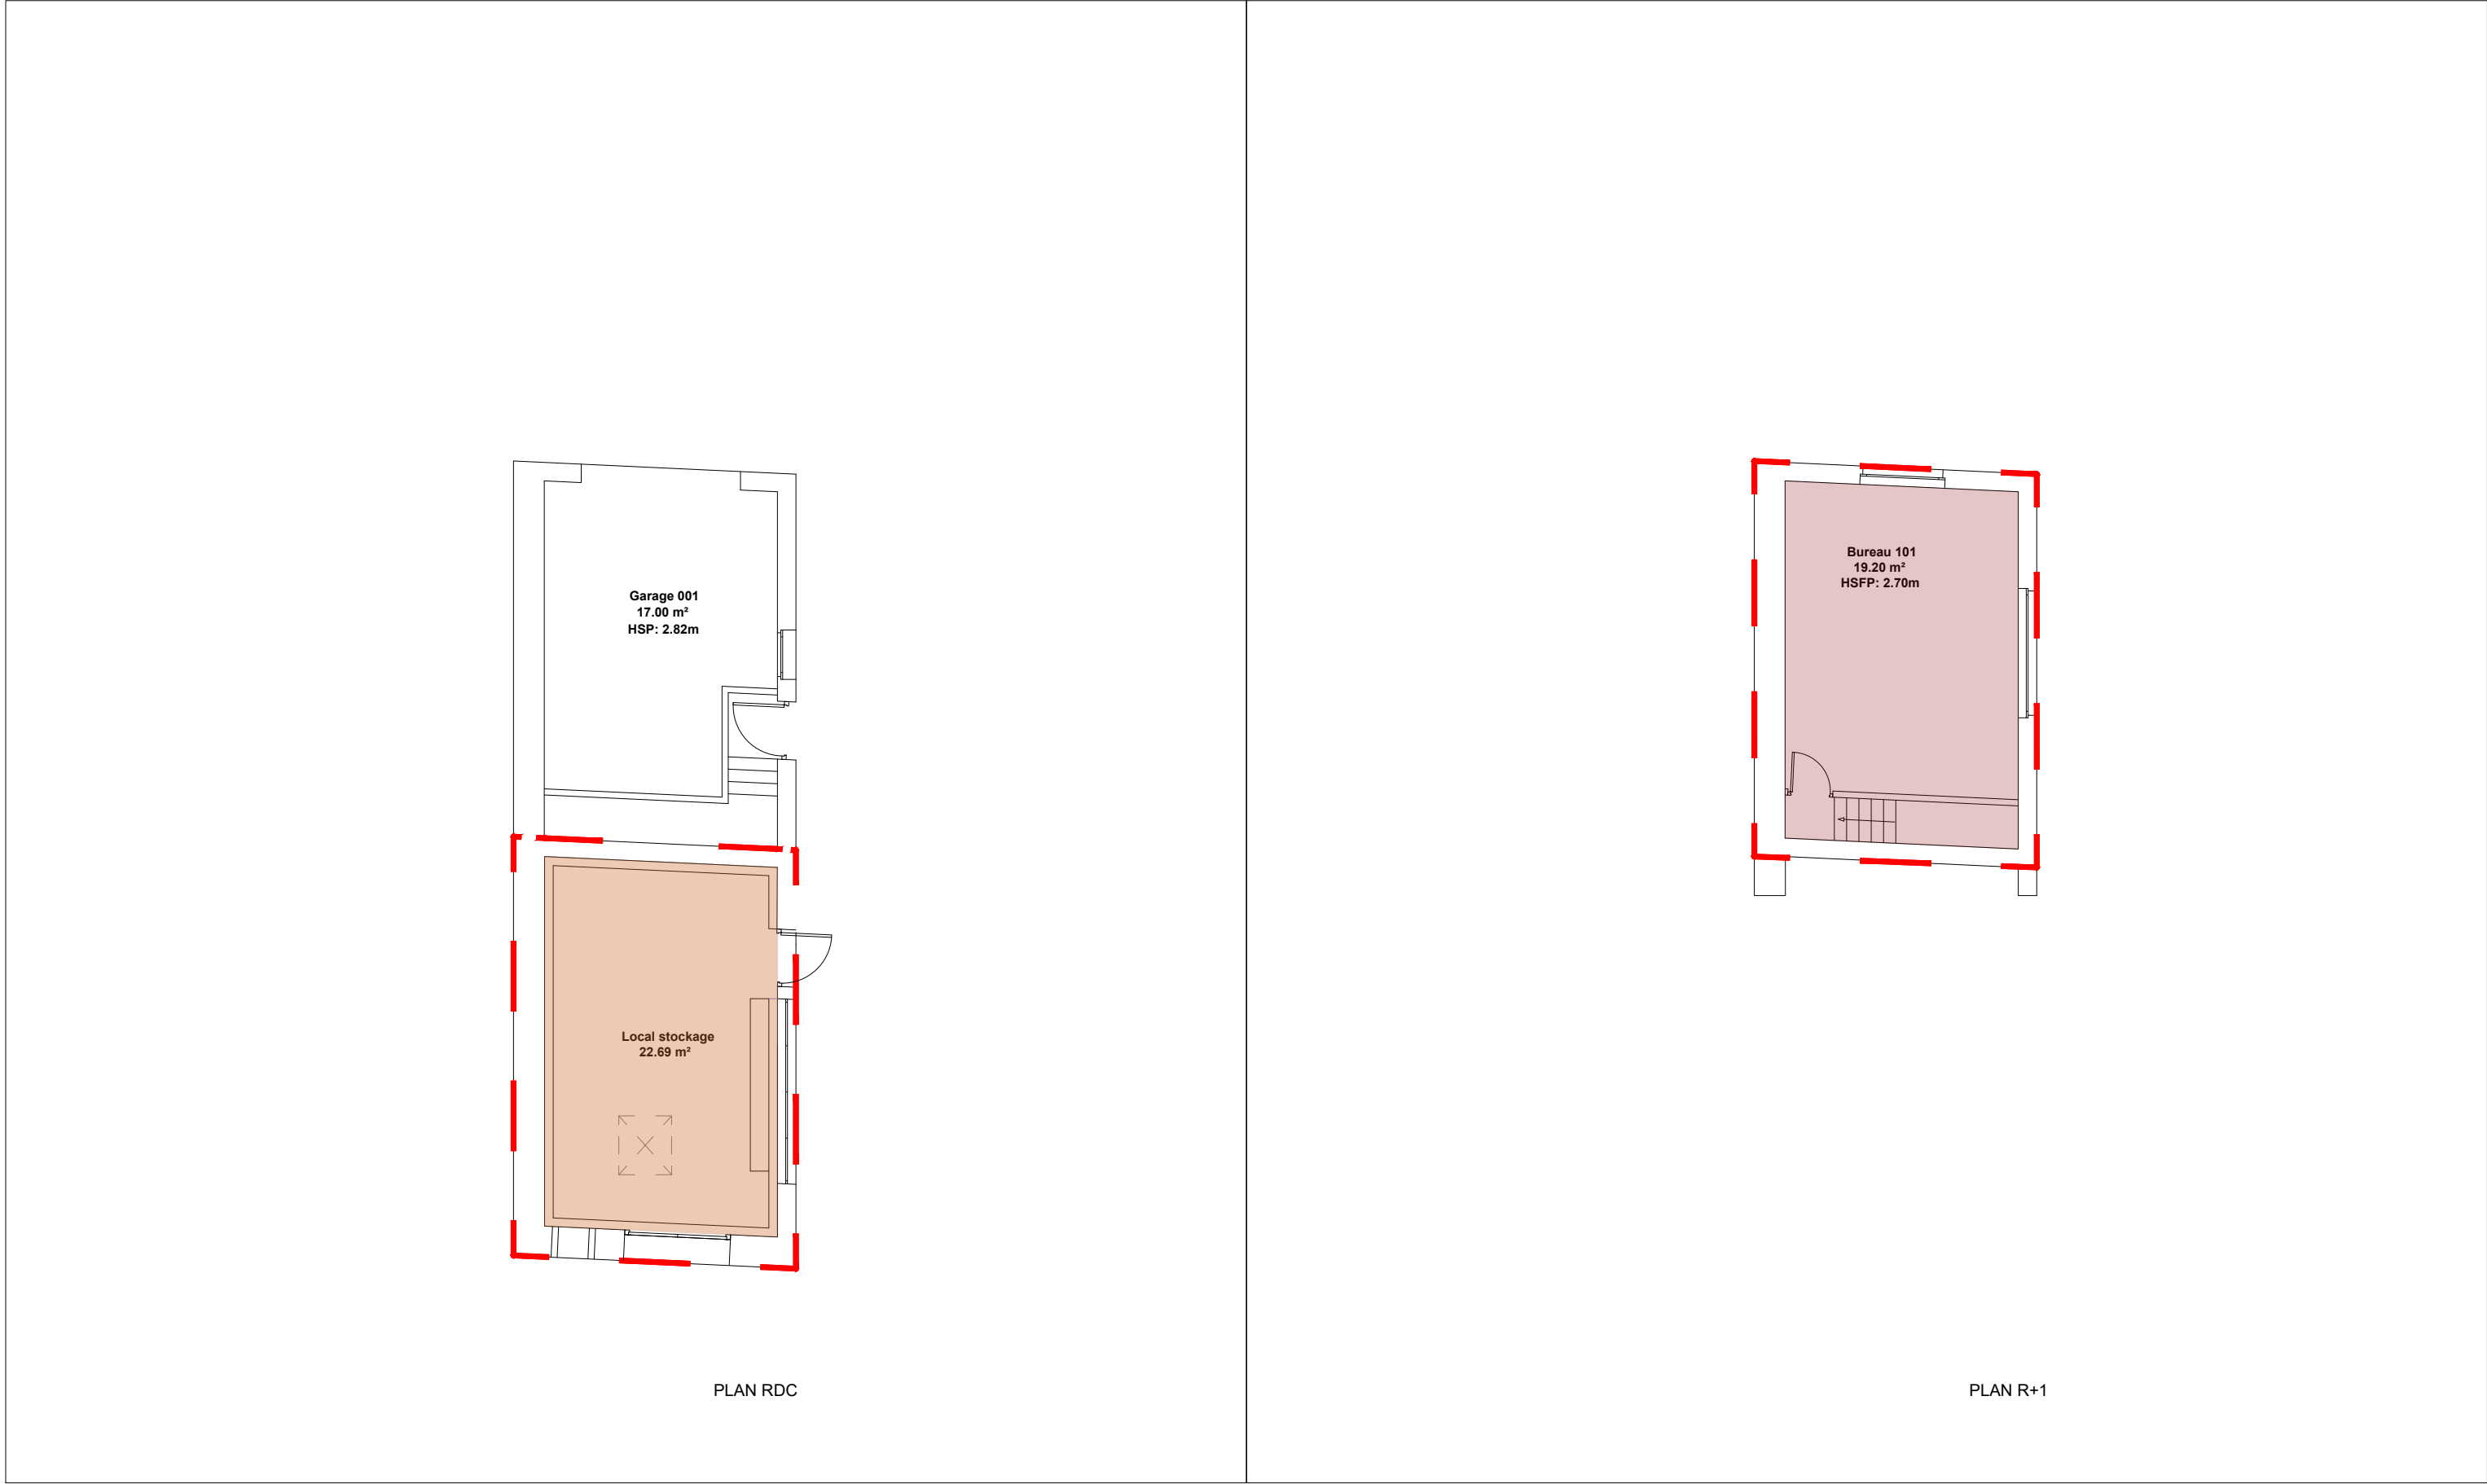 Garage 001
17.00 m²
HSP: 2.82m
Local stockage
22.69 m²
PLAN RDC
Bureau 101
19.20 m²
HSFP: 2.70m
PLAN R+1